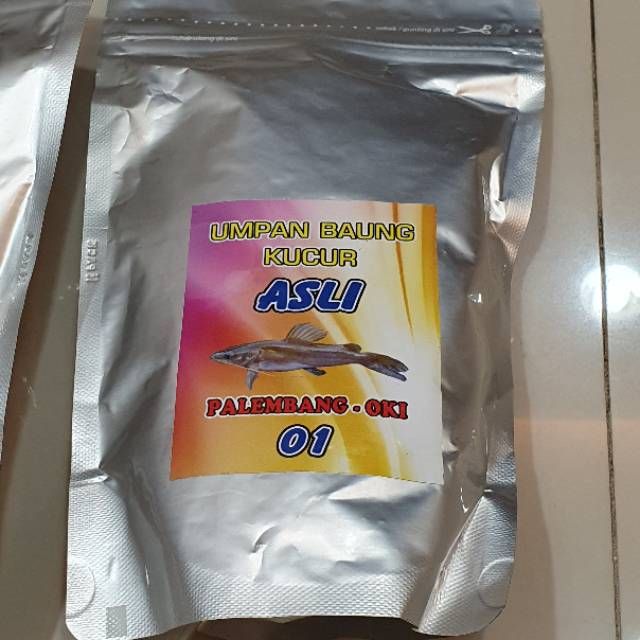 UMPAN BAUNG
KUCUR
ASLI
PALEMBANG - OKI
01